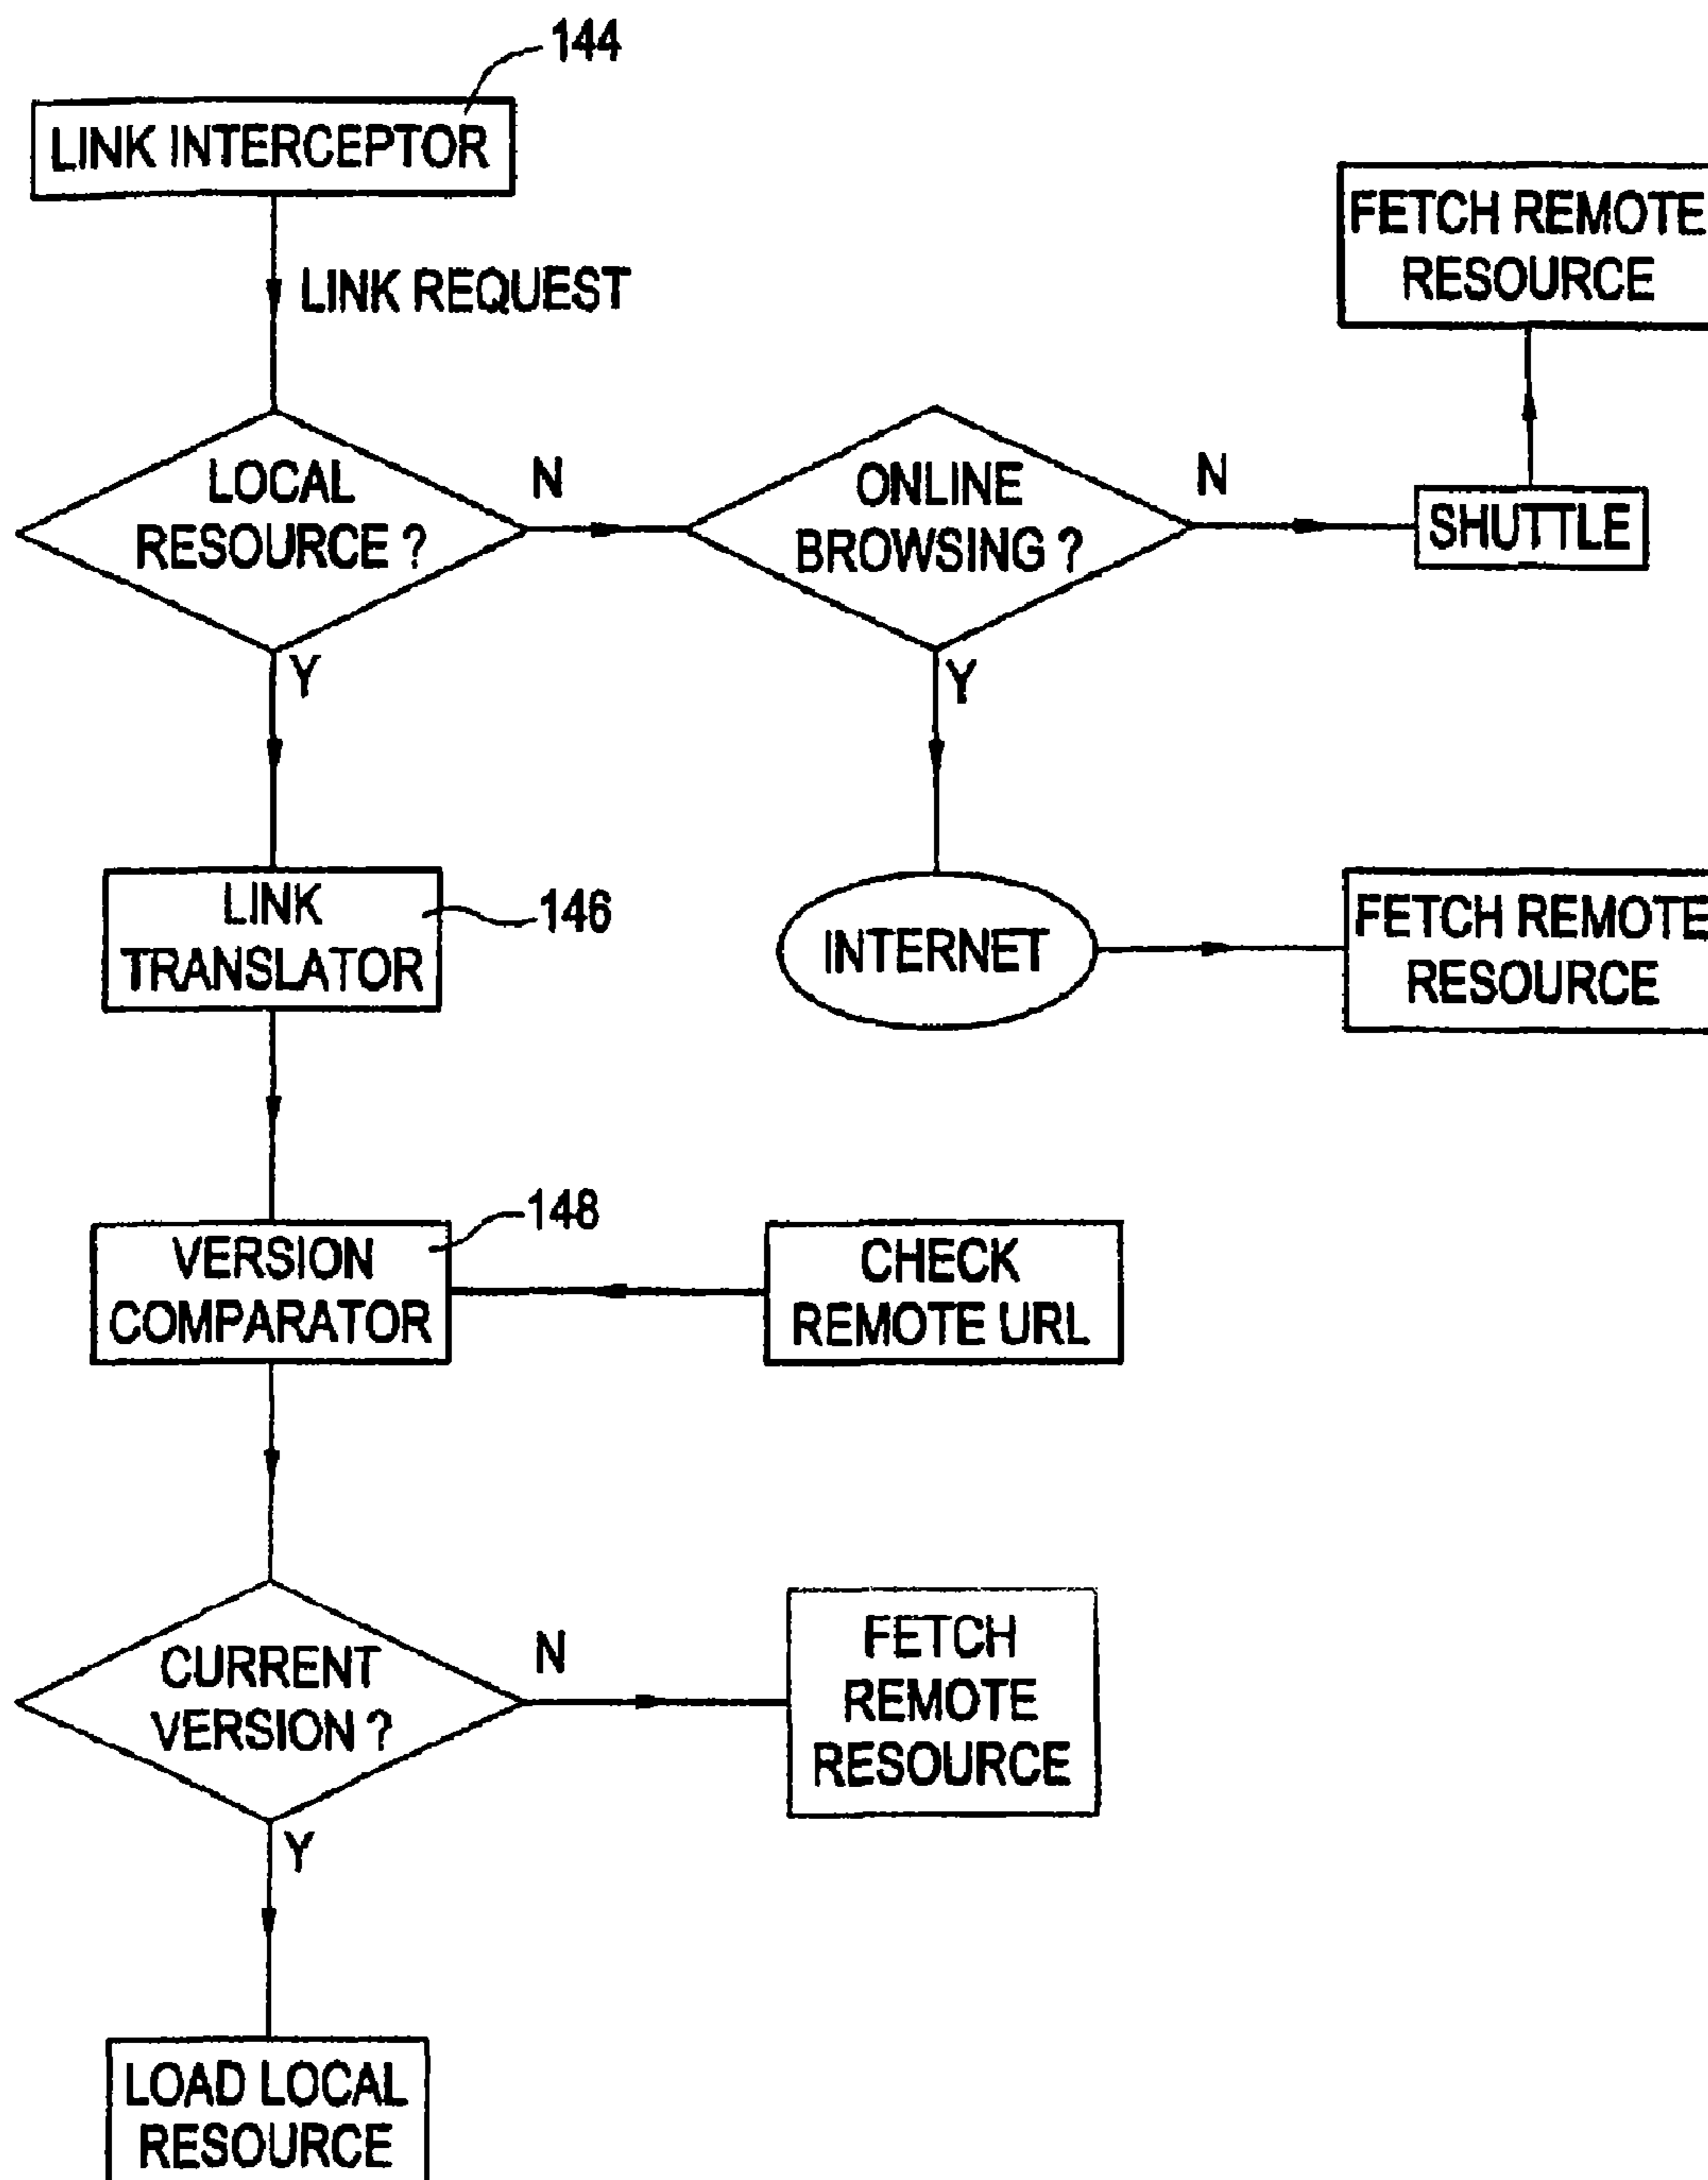 144
LINK INTERCEPTOR
FETCH REMOTE
RESOURCE
LINK REQUEST
LOCAL
RESOURCE ?
N
ONLINE
BROWSING ?
N
SHUTTLE
Y
Y
LINK
TRANSLATOR
146
INTERNET
FETCH REMOTE
RESOURCE
148
VERSION
COMPARATOR
CHECK
REMOTE URL
CURRENT
VERSION ?
N
FETCH
REMOTE
RESOURCE
Y
LOAD LOCAL
RESOURCE